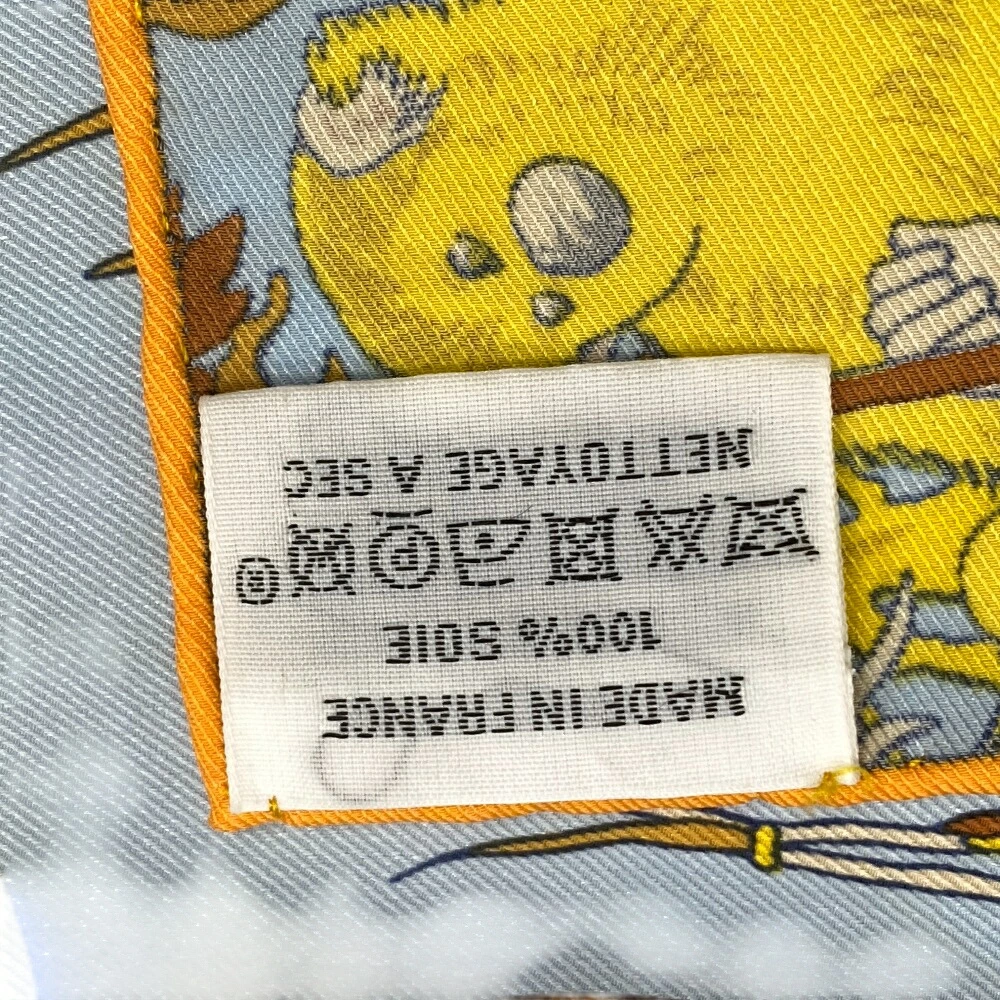 MADE IN FRANCE
100% SOIE
P ®
NETTOYAGE A SEC